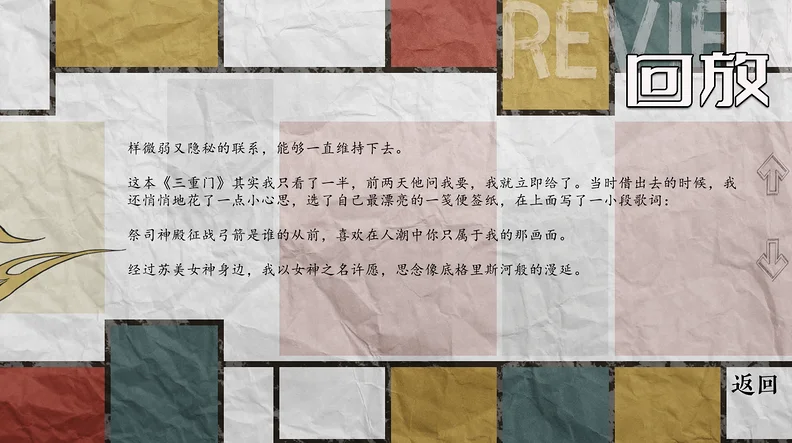 REVIEW
回放
样微弱又隐秘的联系，能够一直维持下去。
这本《三重门》其实我只看了一半，前两天他问我要，我就立即给了。当时借出去的时候，我
还悄悄地花了一点小心思，选了自己最漂亮的一笺便签纸，在上面写了一小段歌词：
祭司神殿征战弓箭是谁的从前，喜欢在人潮中你只属于我的那画面。
经过苏美女神身边，我以女神之名许愿，思念像底格里斯河般的漫延。
返回